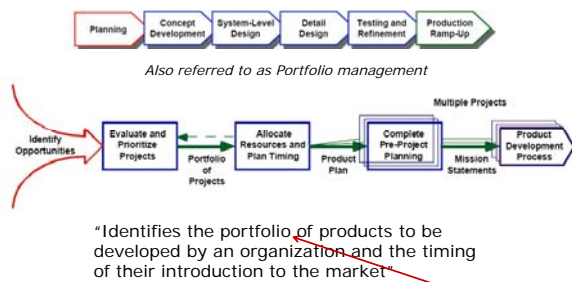 Planning
Concept
Development
System-Level
Design
Detail
Design
Testing and
Refinement
Production
Ramp-Up
Also referred to as Portfolio management
Multiple Projects
Identify
Opportunities
Evaluate and
Prioritize
Projects
Portfolio
of
Projects
Allocate
Resources and
Plan Timing
Product
Plan
Complete
Pre-Project
Planning
Mission
Statements
Product
Development
Process
"Identifies the portfolio of products to be
developed by an organization and the timing
of their introduction to the market"